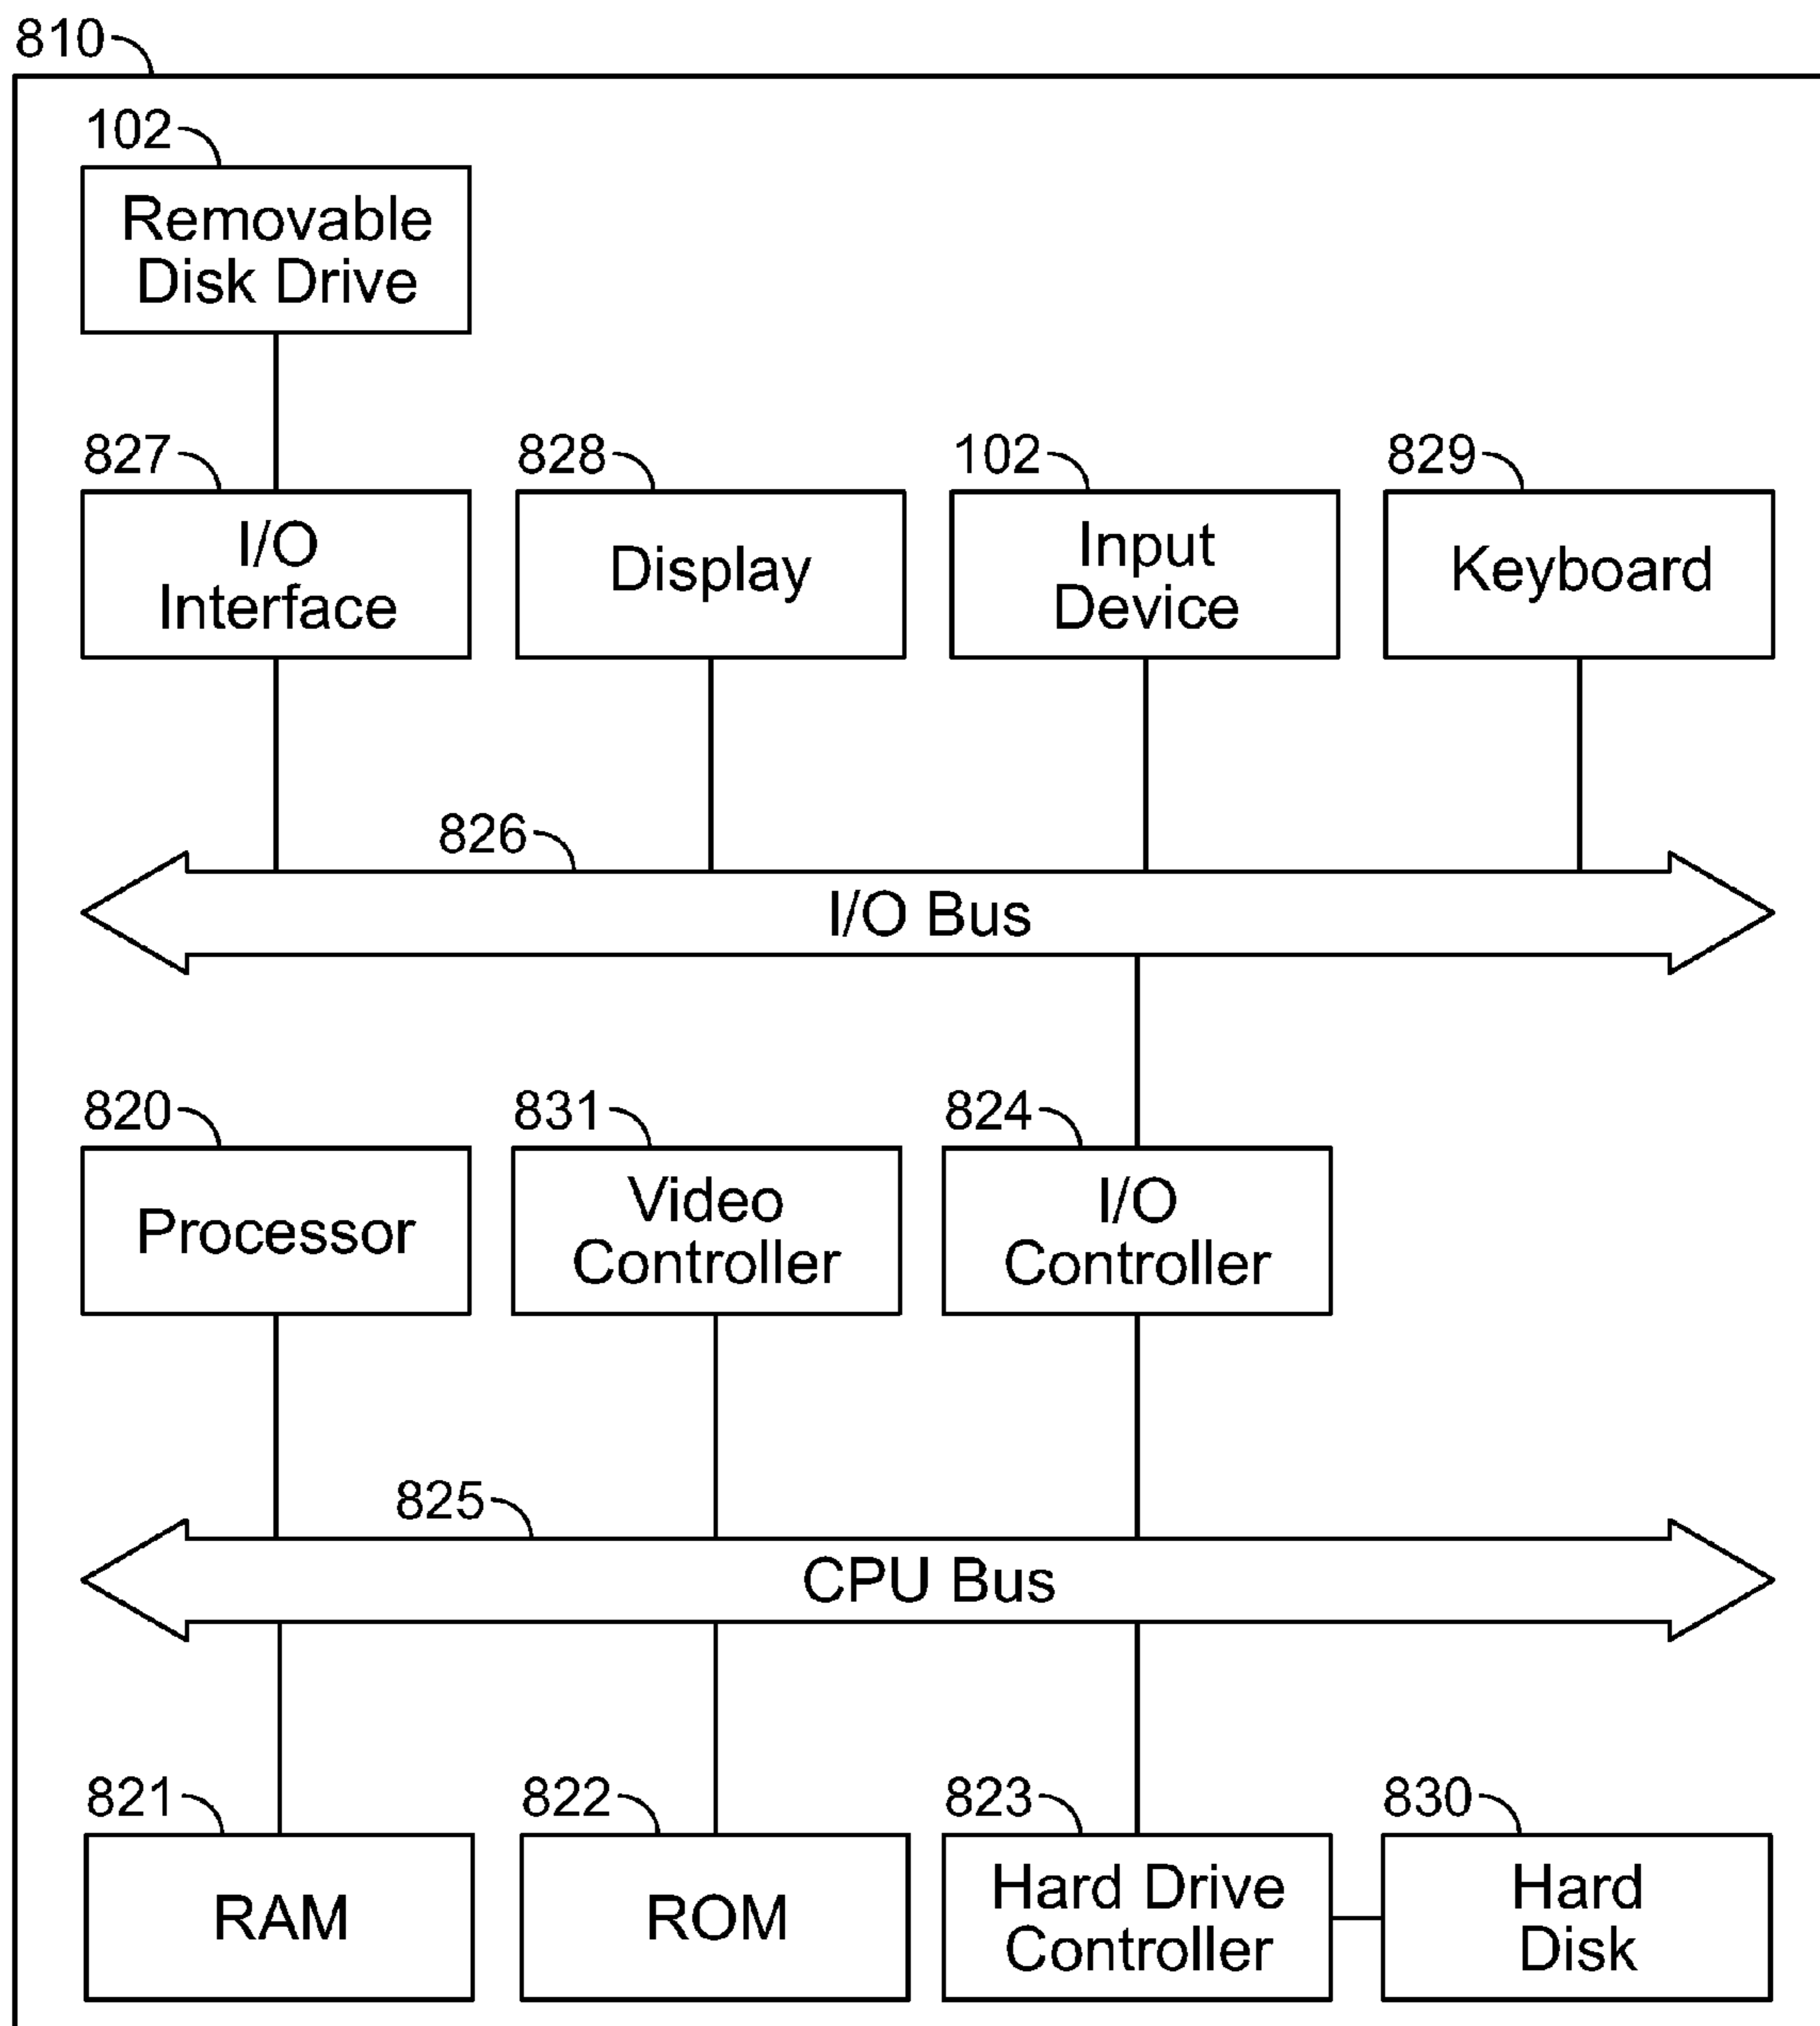 810
102
Removable
Disk Drive
827
I/O
Interface
828
Display
102
Input
Device
829
Keyboard
826
I/O Bus
820
Processor
831
Video
Controller
824
I/O
Controller
825
CPU Bus
821
RAM
822
ROM
823
Hard Drive
Controller
830
Hard
Disk